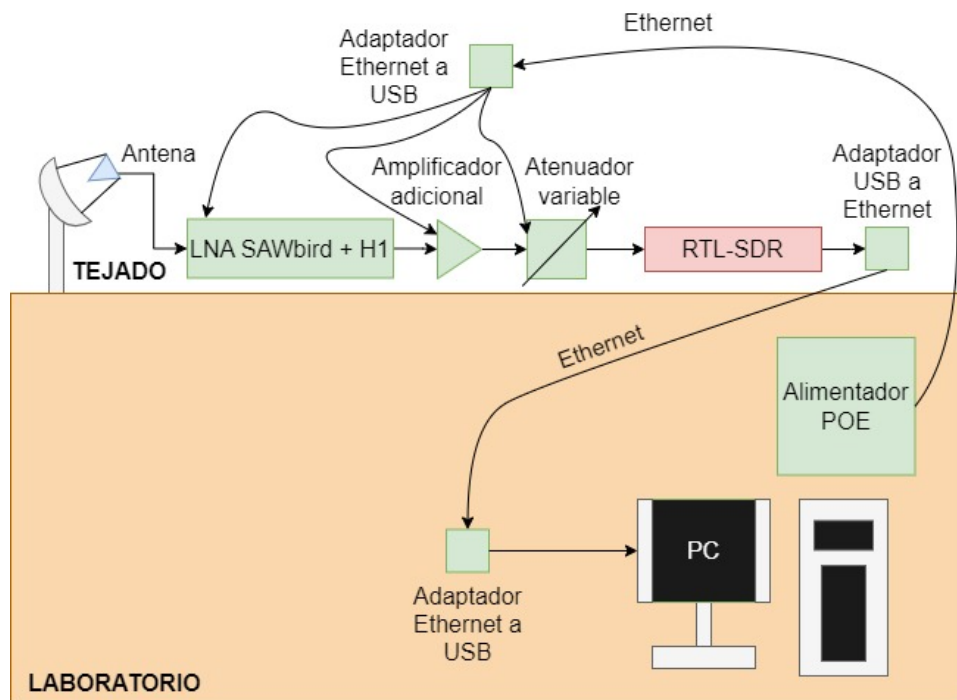 Ethernet
Adaptador
Ethernet a
USB
Antena
Amplificador
adicional
Atenuador
variable
Adaptador
USB a
Ethernet
LNA SAWbird + H1
RTL-SDR
TEJADO
Ethernet
Alimentador
POE
PC
Adaptador
Ethernet a
USB
LABORATORIO